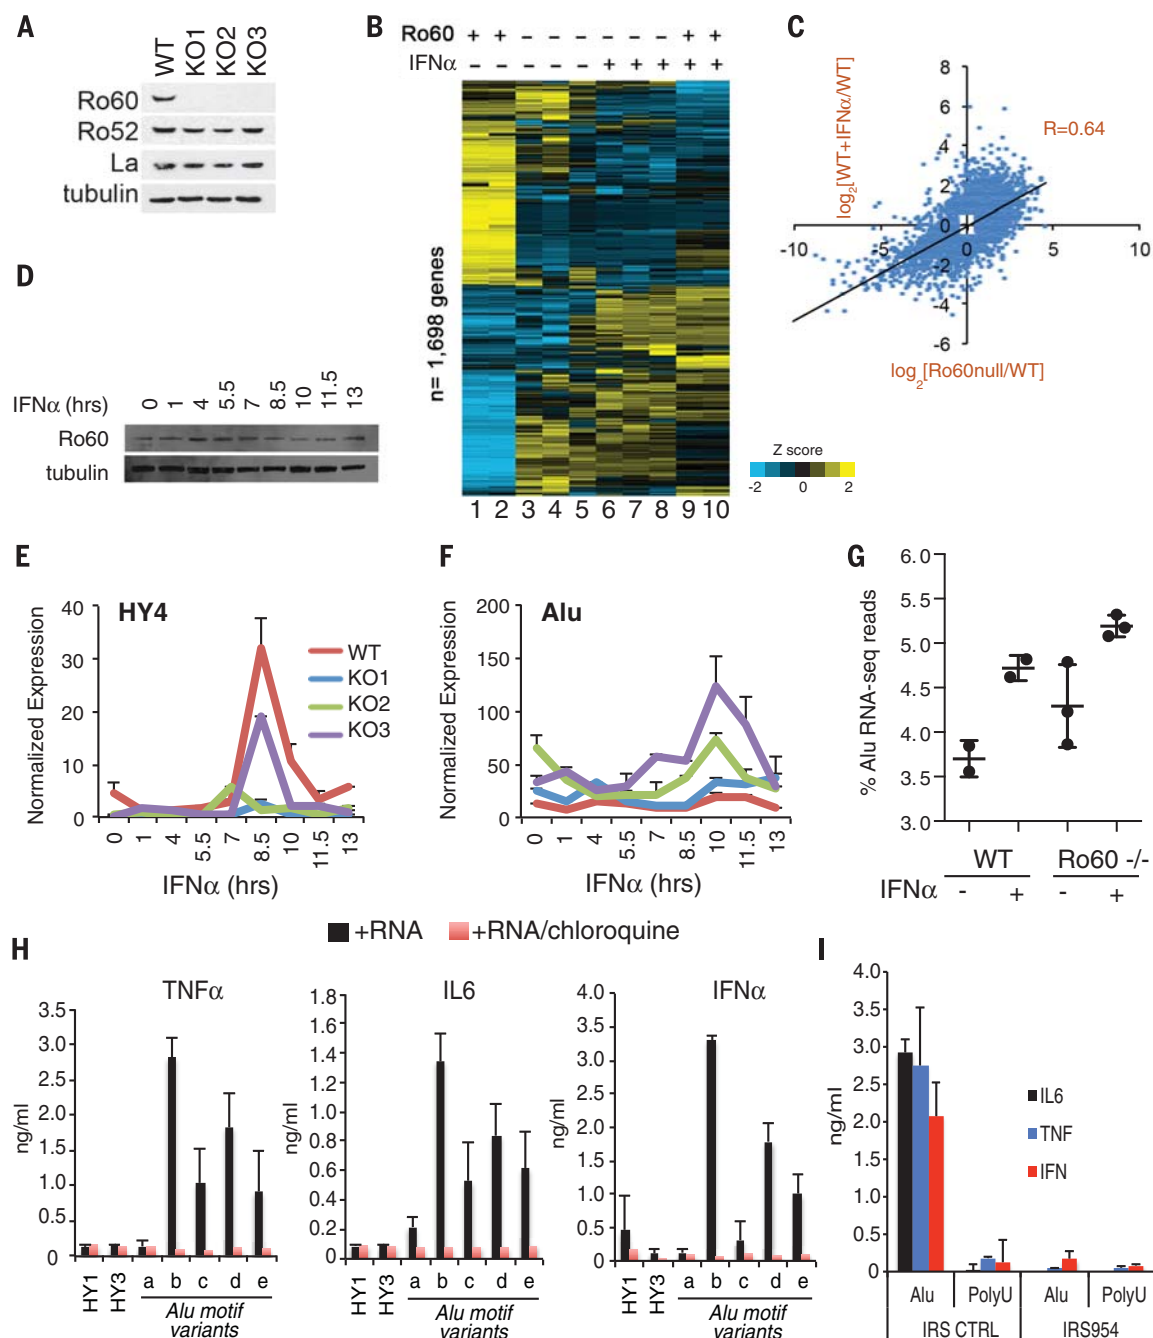 A
WT
KO1
KO2
KO3
Ro60
Ro52
La
tubulin
B
Ro60 + + – – – – – – + +
IFNα – – – – – + + + + +
n= 1,698 genes
1 2 3 4 5 6 7 8 9 10
Z score
-2 0 2
C
log2[WT+IFNα/WT]
R=0.64
8
6
4
2
0
-2
-4
-6
-10 -5 0 5 10
log2[Ro60null/WT]
D
IFNα (hrs) 0 1 4 5.5 7 8.5 10 11.5 13
Ro60
tubulin
E
HY4
Normalized Expression
40
30
20
10
0
WT
KO1
KO2
KO3
0 1 4 5.5 7 8.5 10 11.5 13
IFNα (hrs)
F
Alu
Normalized Expression
200
150
100
50
0
0 1 4 5.5 7 8.5 10 11.5 13
IFNα (hrs)
G
% Alu RNA-seq reads
6.0
5.5
5.0
4.5
4.0
3.5
3.0
WT Ro60 -/-
IFNα - + - +
H
+RNA +RNA/chloroquine
TNFα
ng/ml
3.5
3.0
2.5
2.0
1.5
1.0
0.5
0
HY1 HY3 a b c d e
Alu motif
variants
IL6
ng/ml
1.8
1.6
1.4
1.2
1.0
0.8
0.6
0.4
0.2
0
HY1 HY3 a b c d e
Alu motif
variants
IFNα
4.0
3.5
3.0
2.5
2.0
1.5
1.0
0.5
0
HY1 HY3 a b c d e
Alu motif
variants
I
ng/ml
4.0
3.5
3.0
2.5
2.0
1.5
1.0
0.5
0
IL6
TNF
IFN
Alu PolyU Alu PolyU
IRS CTRL IRS954